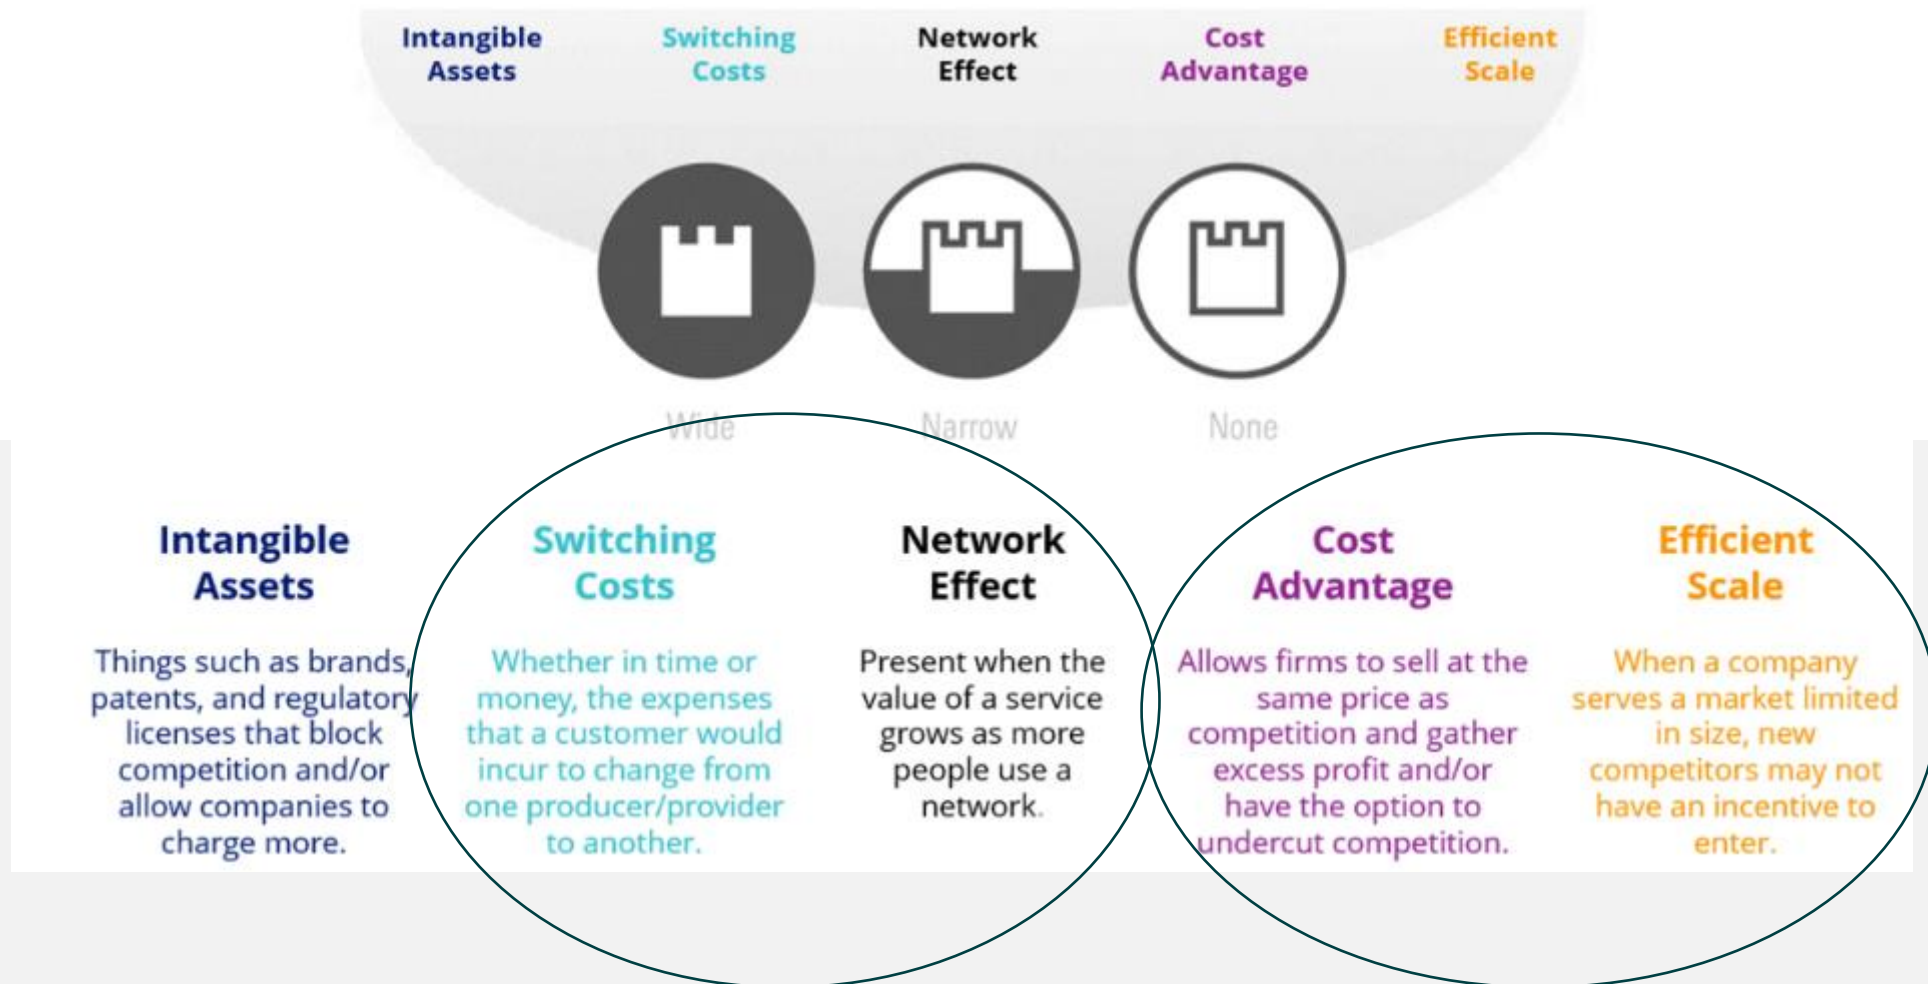 Intangible
Assets
Switching
Costs
Network
Effect
Cost
Advantage
Efficient
Scale
Wide
Narrow
None
Intangible
Assets
Things such as brands,
patents, and regulatory
licenses that block
competition and/or
allow companies to
charge more.
Switching
Costs
Whether in time or
money, the expenses
that a customer would
incur to change from
one producer/provider
to another.
Network
Effect
Present when the
value of a service
grows as more
people use a
network.
Cost
Advantage
Allows firms to sell at the
same price as
competition and gather
excess profit and/or
have the option to
undercut competition.
Efficient
Scale
When a company
serves a market limited
in size, new
competitors may not
have an incentive to
enter.